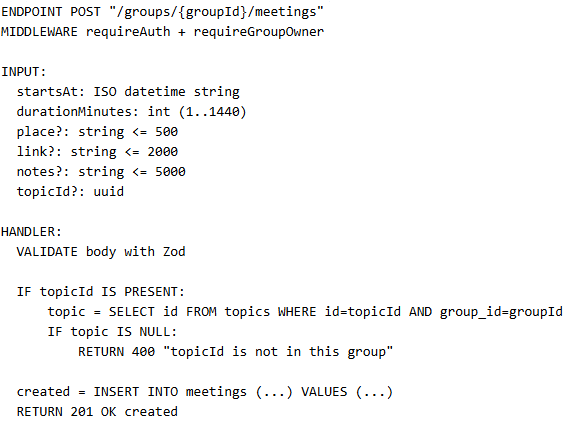 ENDPOINT POST "/groups/{groupId}/meetings"
MIDDLEWARE requireAuth + requireGroupOwner

INPUT:
  startsAt: ISO datetime string
  durationMinutes: int (1..1440)
  place?: string <= 500
  link?: string <= 2000
  notes?: string <= 5000
  topicId?: uuid

HANDLER:
  VALIDATE body with Zod

  IF topicId IS PRESENT:
      topic = SELECT id FROM topics WHERE id=topicId AND group_id=groupId
      IF topic IS NULL:
          RETURN 400 "topicId is not in this group"

  created = INSERT INTO meetings (...) VALUES (...)
  RETURN 201 OK created